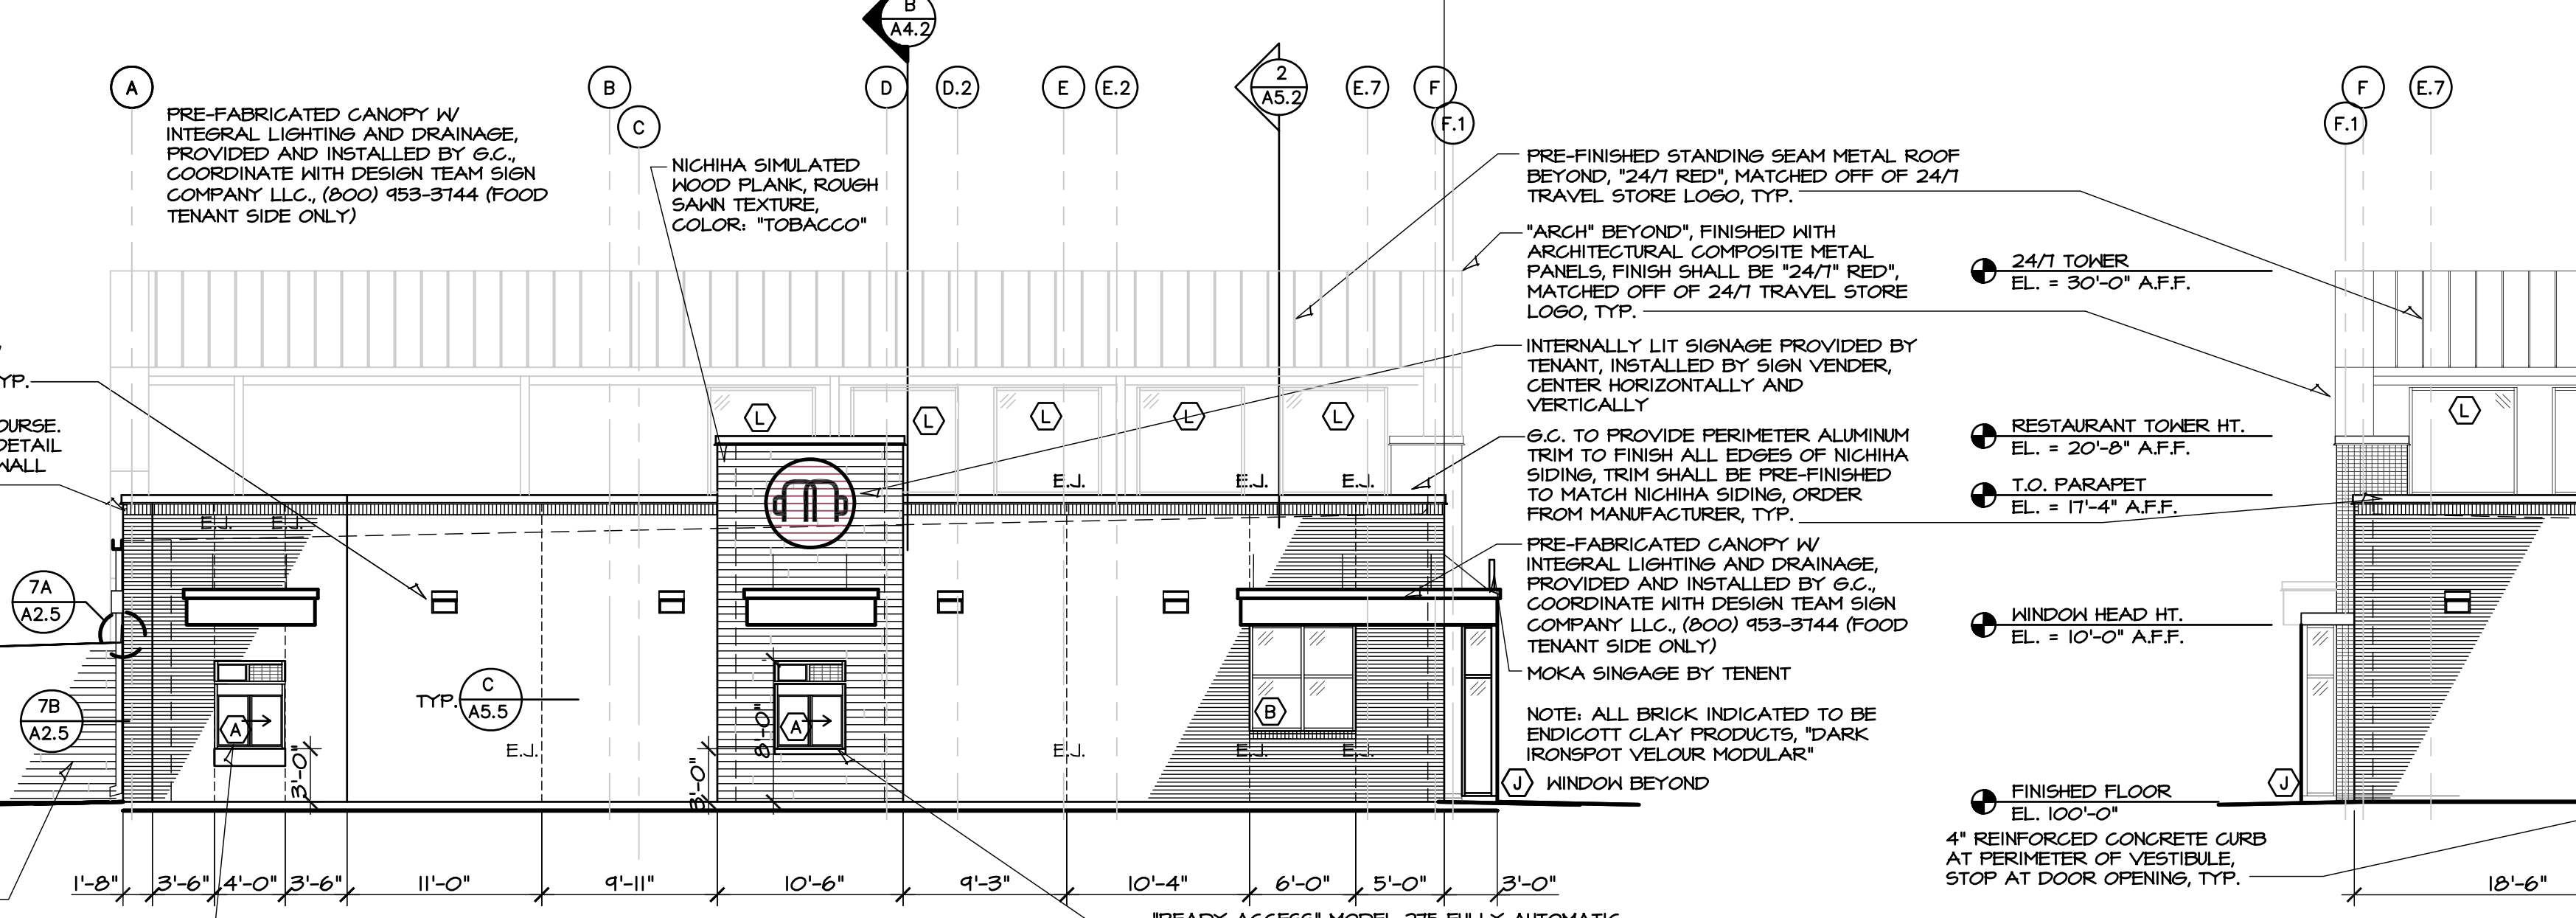 B
A4.2
A
B
C
D
D.2
E
E.2
2
A5.2
E.7
F
F.1
F
F.1
E.7
PRE-FABRICATED CANOPY W/
INTEGRAL LIGHTING AND DRAINAGE,
PROVIDED AND INSTALLED BY G.C.,
COORDINATE WITH DESIGN TEAM SIGN
COMPANY LLC., (800) 953-3744 (FOOD
TENANT SIDE ONLY)
NICHIHA SIMULATED
WOOD PLANK, ROUGH
SAWN TEXTURE,
COLOR: "TOBACCO"
PRE-FINISHED STANDING SEAM METAL ROOF
BEYOND, "24/7 RED", MATCHED OFF OF 24/7
TRAVEL STORE LOGO, TYP.
"ARCH" BEYOND", FINISHED WITH
ARCHITECTURAL COMPOSITE METAL
PANELS, FINISH SHALL BE "24/7" RED",
MATCHED OFF OF 24/7 TRAVEL STORE
LOGO, TYP.
INTERNALLY LIT SIGNAGE PROVIDED BY
TENANT, INSTALLED BY SIGN VENDER,
CENTER HORIZONTALLY AND
VERTICALLY
G.C. TO PROVIDE PERIMETER ALUMINUM
TRIM TO FINISH ALL EDGES OF NICHIHA
SIDING, TRIM SHALL BE PRE-FINISHED
TO MATCH NICHIHA SIDING, ORDER
FROM MANUFACTURER, TYP.
PRE-FABRICATED CANOPY W/
INTEGRAL LIGHTING AND DRAINAGE,
PROVIDED AND INSTALLED BY G.C.,
COORDINATE WITH DESIGN TEAM SIGN
COMPANY LLC., (800) 953-3744 (FOOD
TENANT SIDE ONLY)
MOKA SINGAGE BY TENENT
NOTE: ALL BRICK INDICATED TO BE
ENDICOTT CLAY PRODUCTS, "DARK
IRONSPOT VELOUR MODULAR"
J WINDOW BEYOND
24/7 TOWER
EL. = 30'-0" A.F.F.
RESTAURANT TOWER HT.
EL. = 20'-8" A.F.F.
T.O. PARAPET
EL. = 17'-4" A.F.F.
WINDOW HEAD HT.
EL. = 10'-0" A.F.F.
FINISHED FLOOR
EL. 100'-0"
4" REINFORCED CONCRETE CURB
AT PERIMETER OF VESTIBULE,
STOP AT DOOR OPENING, TYP.
YP.
OURSE.
DETAIL
WALL
L
L
L
L
L
L
E.J.
E.J.
E.J.
E.J.
E.J.
7A
A2.5
7B
A2.5
TYP.
C
A5.5
A
A
B
J
3'-0"
3'-0"
8'-0"
E.J.
E.J.
E.J.
E.J.
1'-8"
3'-6"
4'-0"
3'-6"
11'-0"
9'-11"
10'-6"
9'-3"
10'-4"
6'-0"
5'-0"
3'-0"
18'-6"
"READY ACCESS" MODEL 275 FULLY AUTOMATIC